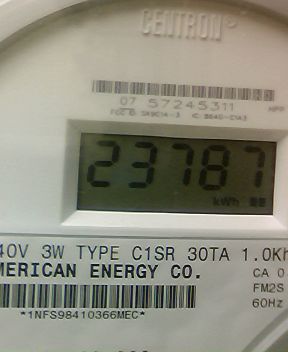 CENTRON®
07 57245311
23787
kWh
40V 3W TYPE C1SR 30TA 1.0Kh
MERICAN ENERGY CO.
CA 0
FM2S
60Hz
*1NFS98410366MEC*